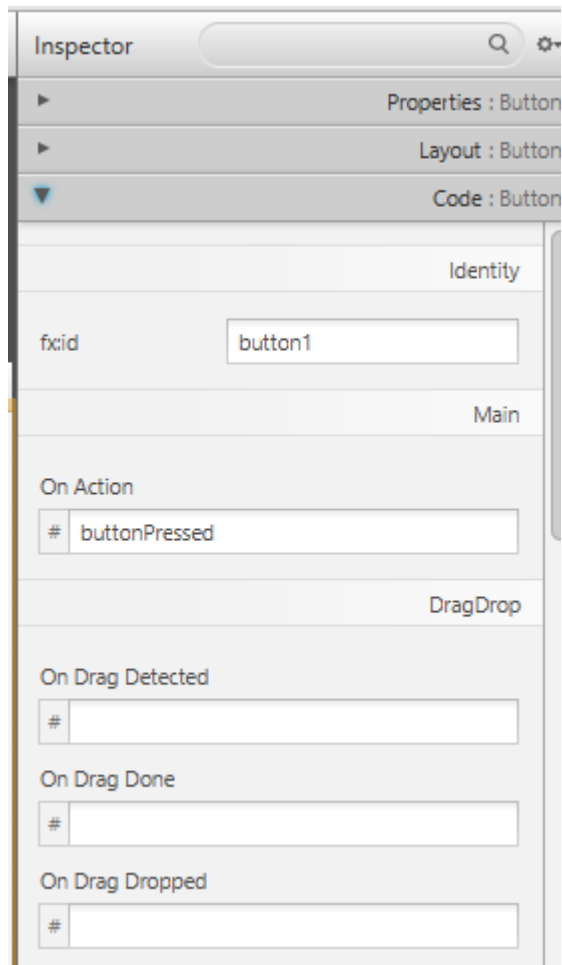 Inspector
Properties : Button
Layout : Button
Code : Button
Identity
fx:id button1
Main
On Action
# buttonPressed
DragDrop
On Drag Detected
#
On Drag Done
#
On Drag Dropped
#